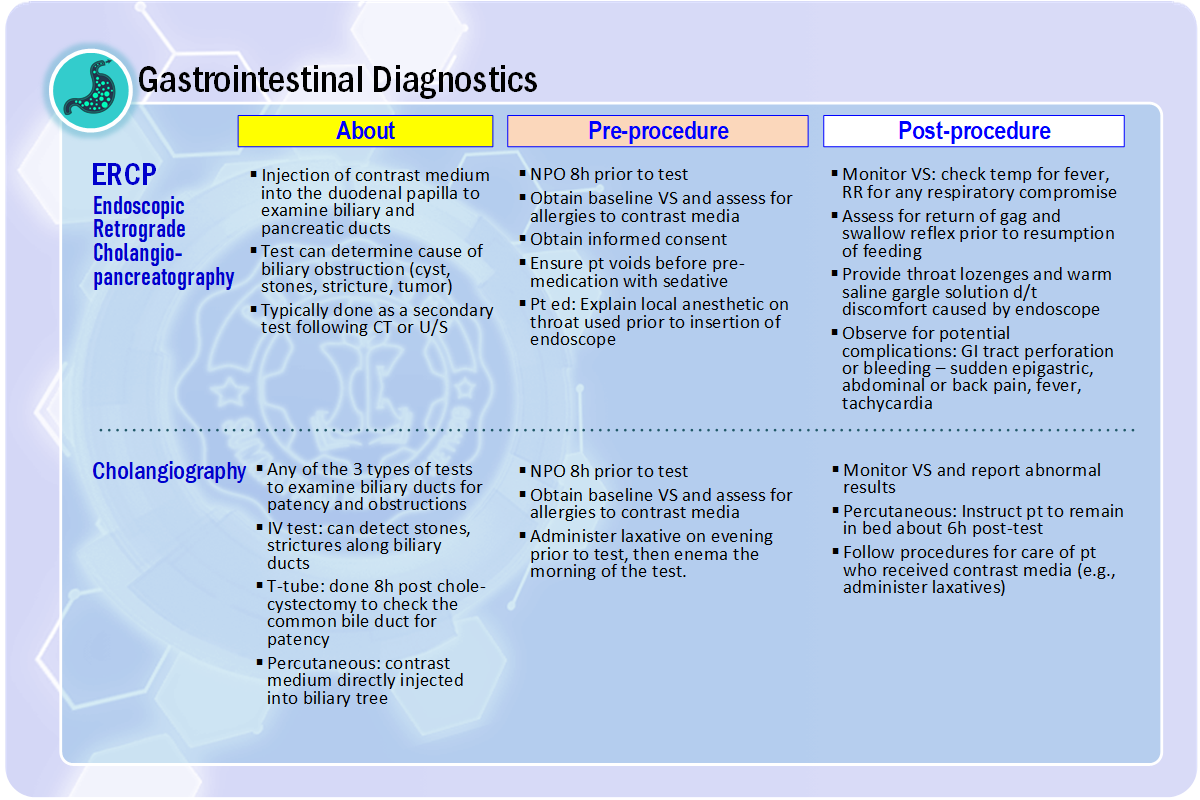 Gastrointestinal Diagnostics
About
Pre-procedure
Post-procedure
ERCP
Endoscopic
Retrograde
Cholangio-
pancreatography
▪ Injection of contrast medium
into the duodenal papilla to
examine biliary and
pancreatic ducts
▪ Test can determine cause of
biliary obstruction (cyst,
stones, stricture, tumor)
▪ Typically done as a secondary
test following CT or U/S
▪ NPO 8h prior to test
▪ Obtain baseline VS and assess for
allergies to contrast media
▪ Obtain informed consent
▪ Ensure pt voids before pre-
medication with sedative
▪ Pt ed: Explain local anesthetic on
throat used prior to insertion of
endoscope
▪ Monitor VS: check temp for fever,
RR for any respiratory compromise
▪ Assess for return of gag and
swallow reflex prior to resumption
of feeding
▪ Provide throat lozenges and warm
saline gargle solution d/t
discomfort caused by endoscope
▪ Observe for potential
complications: GI tract perforation
or bleeding – sudden epigastric,
abdominal or back pain, fever,
tachycardia
Cholangiography
▪ Any of the 3 types of tests
to examine biliary ducts for
patency and obstructions
▪ IV test: can detect stones,
strictures along biliary
ducts
▪ T-tube: done 8h post chole-
cystectomy to check the
common bile duct for
patency
▪ Percutaneous: contrast
medium directly injected
into biliary tree
▪ NPO 8h prior to test
▪ Obtain baseline VS and assess for
allergies to contrast media
▪ Administer laxative on evening
prior to test, then enema the
morning of the test.
▪ Monitor VS and report abnormal
results
▪ Percutaneous: Instruct pt to remain
in bed about 6h post-test
▪ Follow procedures for care of pt
who received contrast media (e.g.,
administer laxatives)